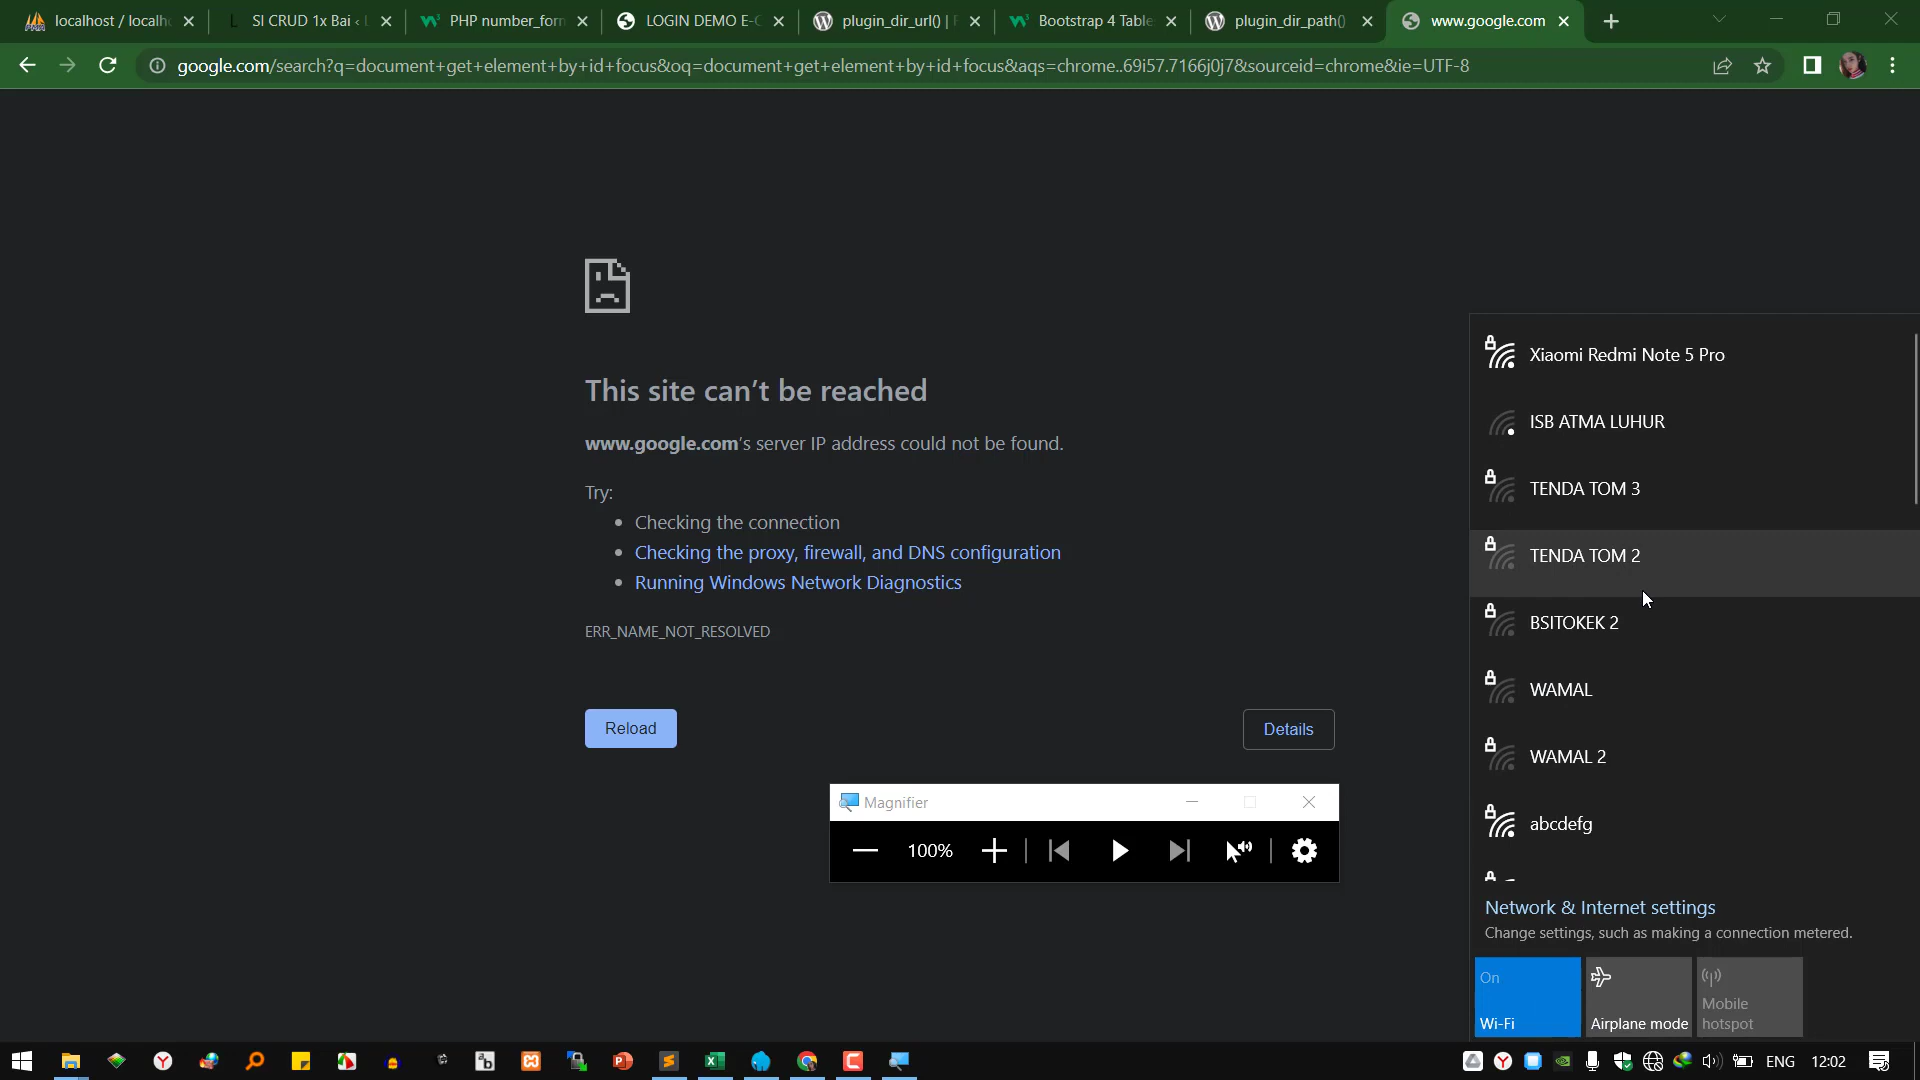 localhost / localh
SI CRUD 1x Bai ‹
PHP number_form
LOGIN DEMO E-C
plugin_dir_url() |
Bootstrap 4 Table
plugin_dir_path()
www.google.com
google.com/search?q=document+get+element+by+id+focus&oq=document+get+element+by+id+focus&aqs=chrome..69i57.7166j0j7&sourceid=chrome&ie=UTF-8
This site can't be reached
www.google.com's server IP address could not be found.
Try:
Checking the connection
Checking the proxy, firewall, and DNS configuration
Running Windows Network Diagnostics
ERR_NAME_NOT_RESOLVED
Reload
Details
Magnifier
100%
Xiaomi Redmi Note 5 Pro
ISB ATMA LUHUR
TENDA TOM 3
TENDA TOM 2
BSITOKEK 2
WAMAL
WAMAL 2
abcdefg
Network & Internet settings
Change settings, such as making a connection metered.
On
Wi-Fi
Airplane mode
Mobile
hotspot
ENG
12:02